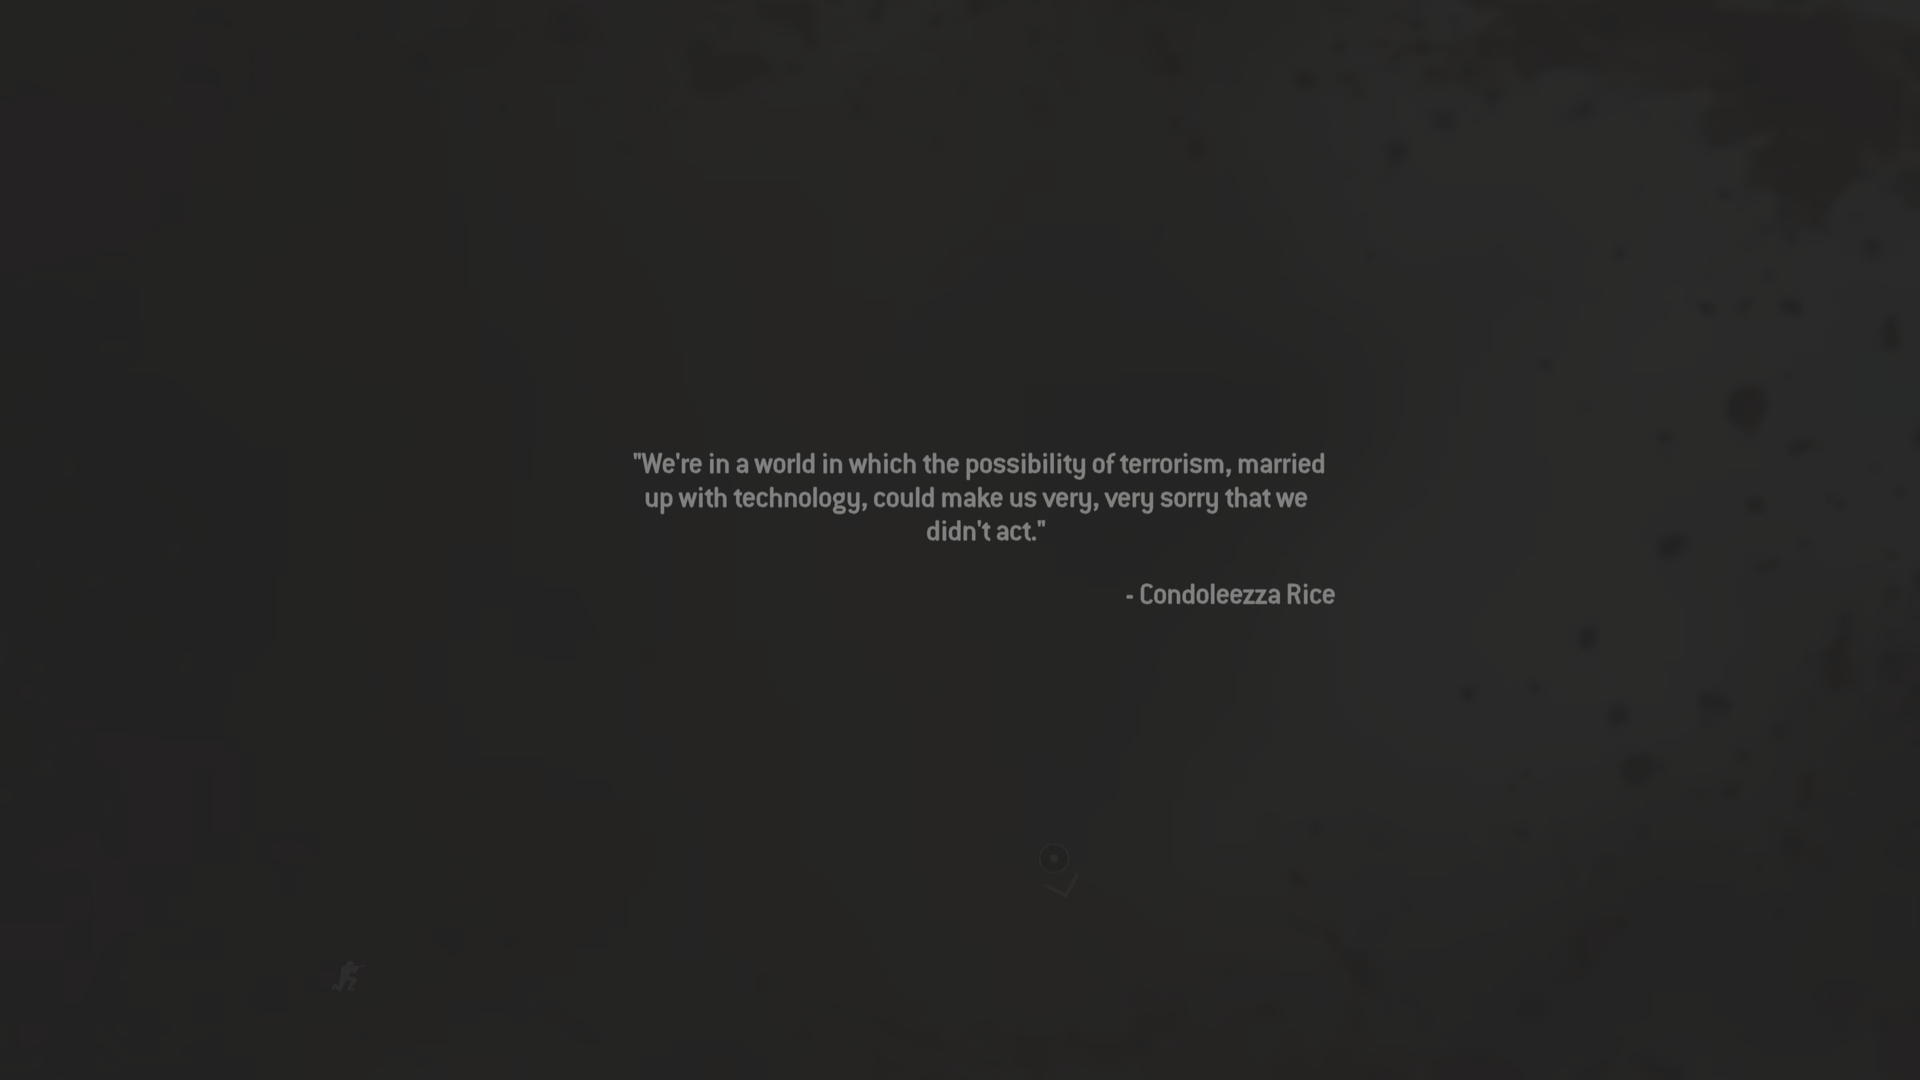 "We're in a world in which the possibility of terrorism, married
up with technology, could make us very, very sorry that we
didn't act."
- Condoleezza Rice